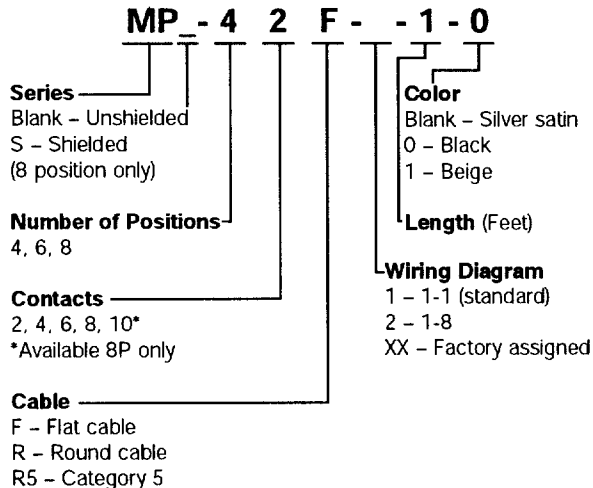 MP_-42F- -1-0
Series
Blank – Unshielded
S – Shielded
(8 position only)
Number of Positions
4, 6, 8
Contacts
2, 4, 6, 8, 10*
*Available 8P only
Cable
F – Flat cable
R – Round cable
R5 – Category 5
Color
Blank – Silver satin
0 – Black
1 – Beige
Length (Feet)
Wiring Diagram
1 – 1-1 (standard)
2 – 1-8
XX – Factory assigned